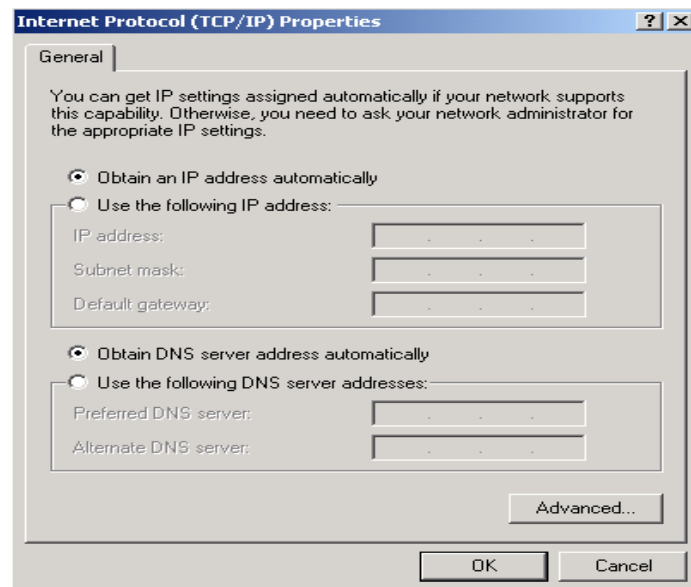 Internet Protocol (TCP/IP) Properties
General
You can get IP settings assigned automatically if your network supports
this capability. Otherwise, you need to ask your network administrator for
the appropriate IP settings.
Obtain an IP address automatically
Use the following IP address:
IP address:
Subnet mask:
Default gateway:
Obtain DNS server address automatically
Use the following DNS server addresses:
Preferred DNS server:
Alternate DNS server:
Advanced...
OK Cancel